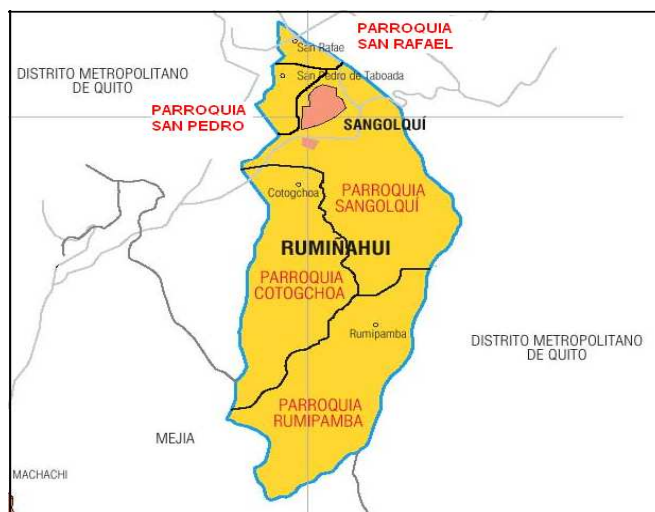 PARROQUIA
SAN RAFAEL
San Rafae
DISTRITO METROPOLITANO
DE QUITO
San Pedro de Taboada
PARROQUIA
SAN PEDRO
SANGOLQUÍ
Cotogchoa
PARROQUIA
SANGOLQUÍ
RUMIÑAHUI
PARROQUIA
COTOGCHOA
Rumipamba
DISTRITO METROPOLITANO
DE QUITO
PARROQUIA
RUMIPAMBA
MEJIA
MACHACHI